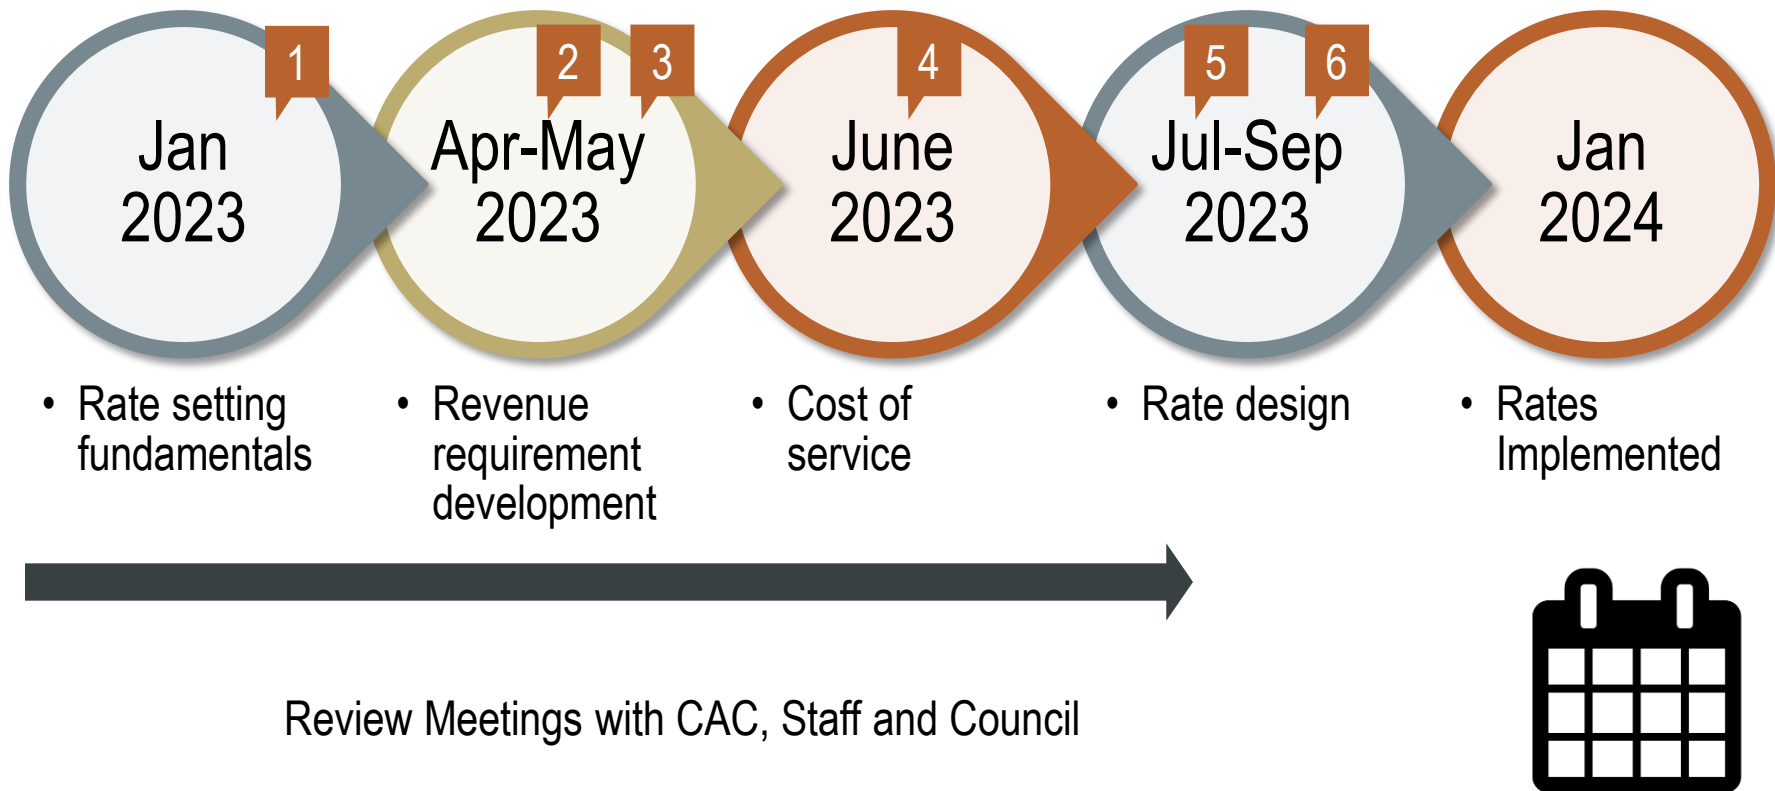 1
2
3
4
5
6
Jan
2023
Apr-May
2023
June
2023
Jul-Sep
2023
Jan
2024
• Rate setting
fundamentals
• Revenue
requirement
development
• Cost of
service
• Rate design
• Rates
Implemented
Review Meetings with CAC, Staff and Council